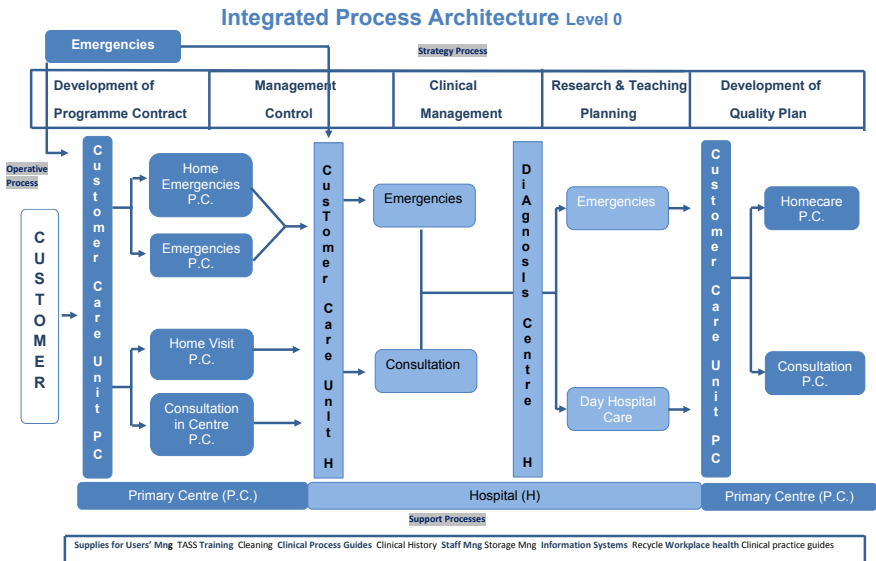 Integrated Process Architecture Level 0
Emergencies
Strategy Process
Development of
Programme Contract
Management
Control
Clinical
Management
Research & Teaching
Planning
Development of
Quality Plan
Operative
Process
CUSTOMER
Customer Care Unit PC
Home
Emergencies
P.C.
Emergencies
P.C.
Home Visit
P.C.
Consultation
in Centre
P.C.
CusTomer Care UnIt H
Emergencies
Consultation
DiAgnosIs Centre H
Emergencies
Day Hospital
Care
Customer Care Unit PC
Homecare
P.C.
Consultation
P.C.
Primary Centre (P.C.)
Hospital (H)
Primary Centre (P.C.)
Support Processes
Supplies for Users' Mng TASS Training Cleaning Clinical Process Guides Clinical History Staff Mng Storage Mng Information Systems Recycle Workplace health Clinical practice guides